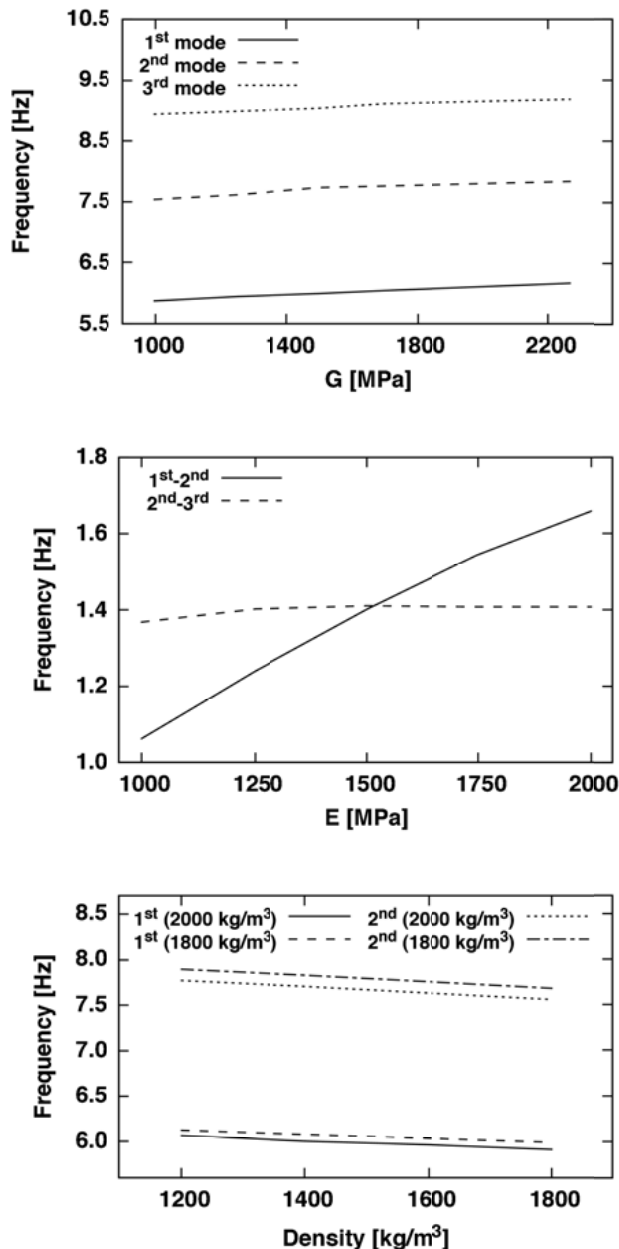 10.5
1st mode
2nd mode
3rd mode
9.5
8.5
7.5
6.5
5.5
Frequency [Hz]
1000 1400 1800 2200
G [MPa]
1.8
1st-2nd
2nd-3rd
1.6
1.4
1.2
1.0
Frequency [Hz]
1000 1250 1500 1750 2000
E [MPa]
8.5
1st (2000 kg/m3) 2nd (2000 kg/m3)
1st (1800 kg/m3) 2nd (1800 kg/m3)
8.0
7.5
7.0
6.5
6.0
Frequency [Hz]
1200 1400 1600 1800
Density [kg/m3]